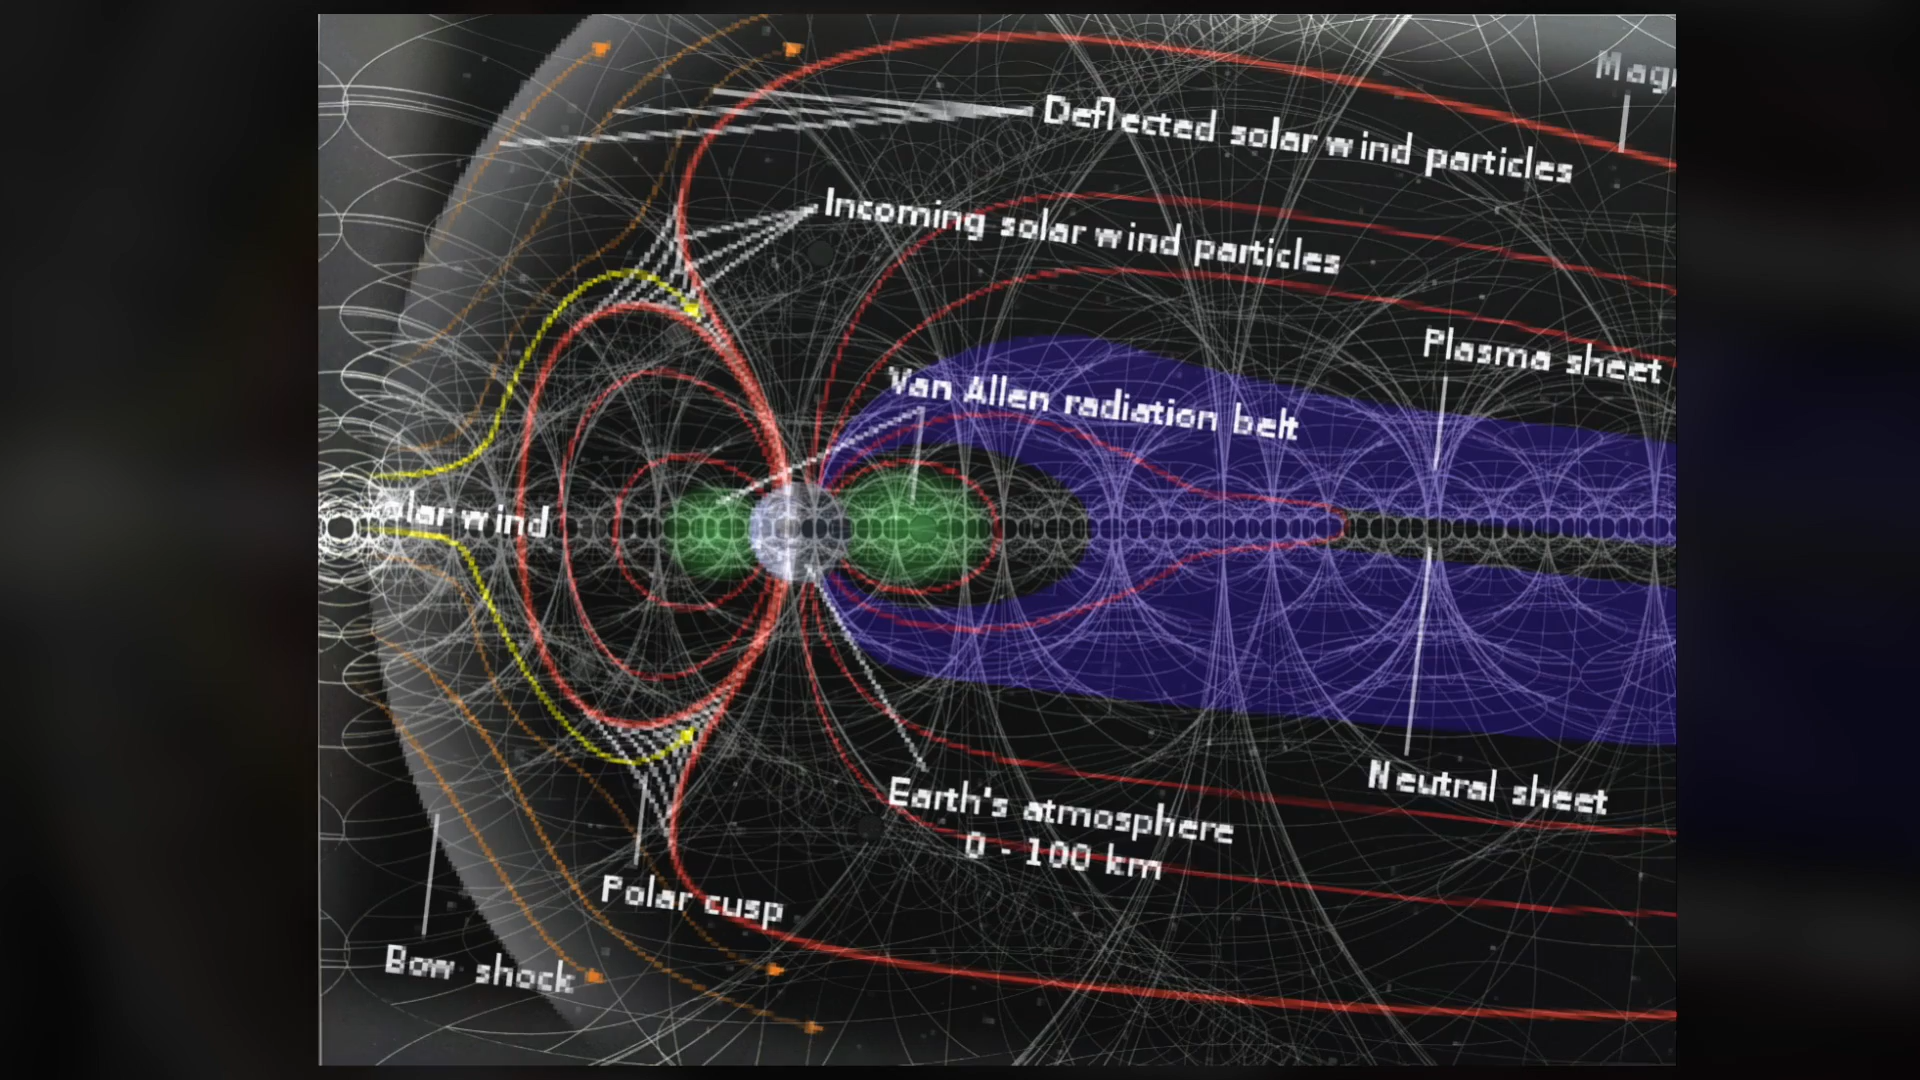 Magn
Deflected solar wind particles
Incoming solar wind particles
Plasma sheet
Van Allen radiation belt
olar wind
Neutral sheet
Earth's atmosphere
0 - 100 km
Polar cusp
Bow shock